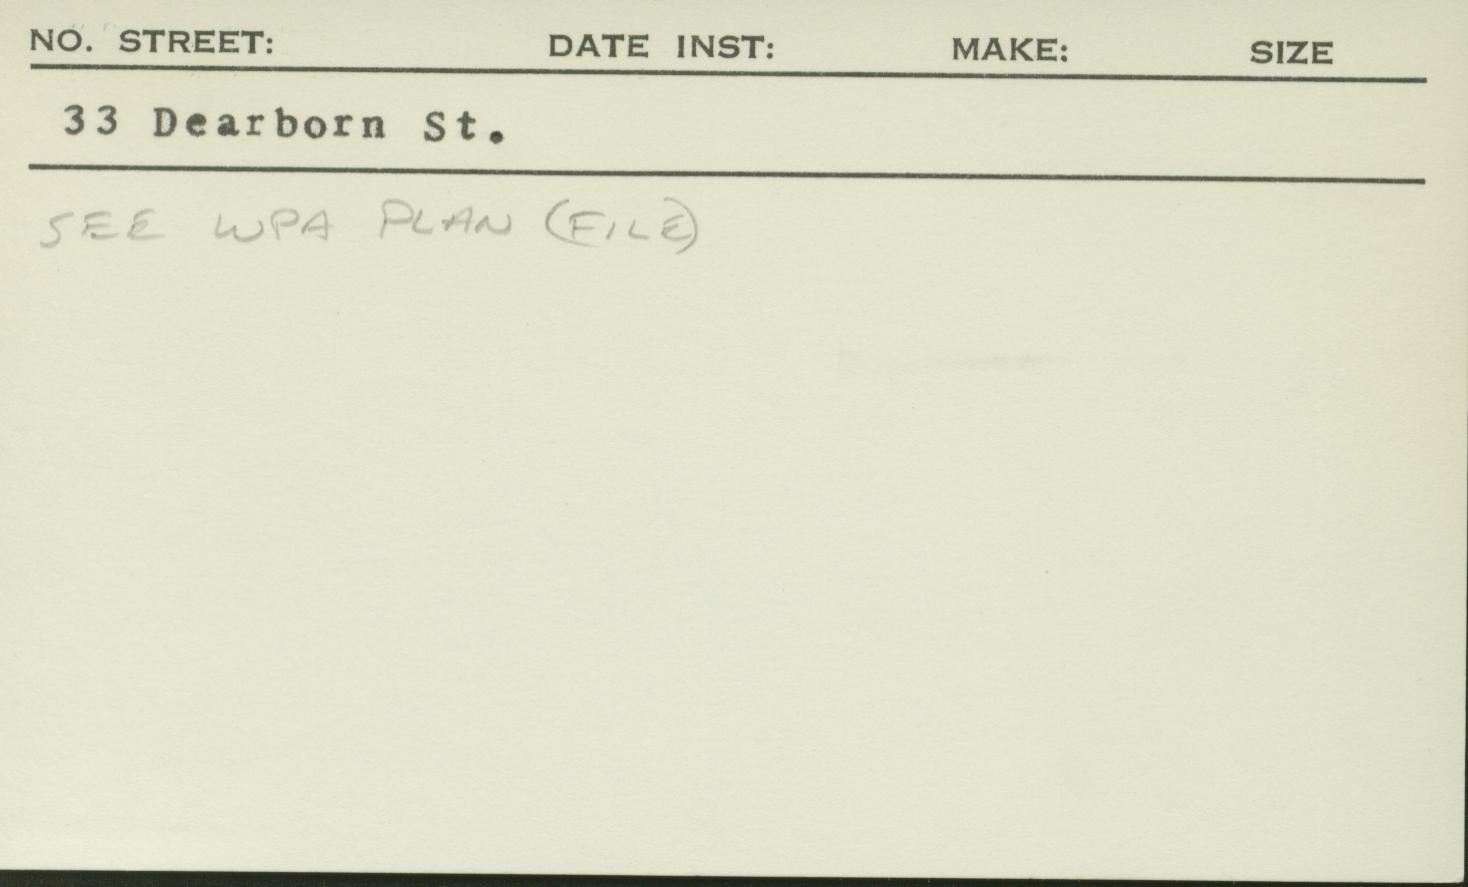 NO. STREET: DATE INST: MAKE: SIZE
33 Dearborn St.
SEE WPA PLAN (FILE)